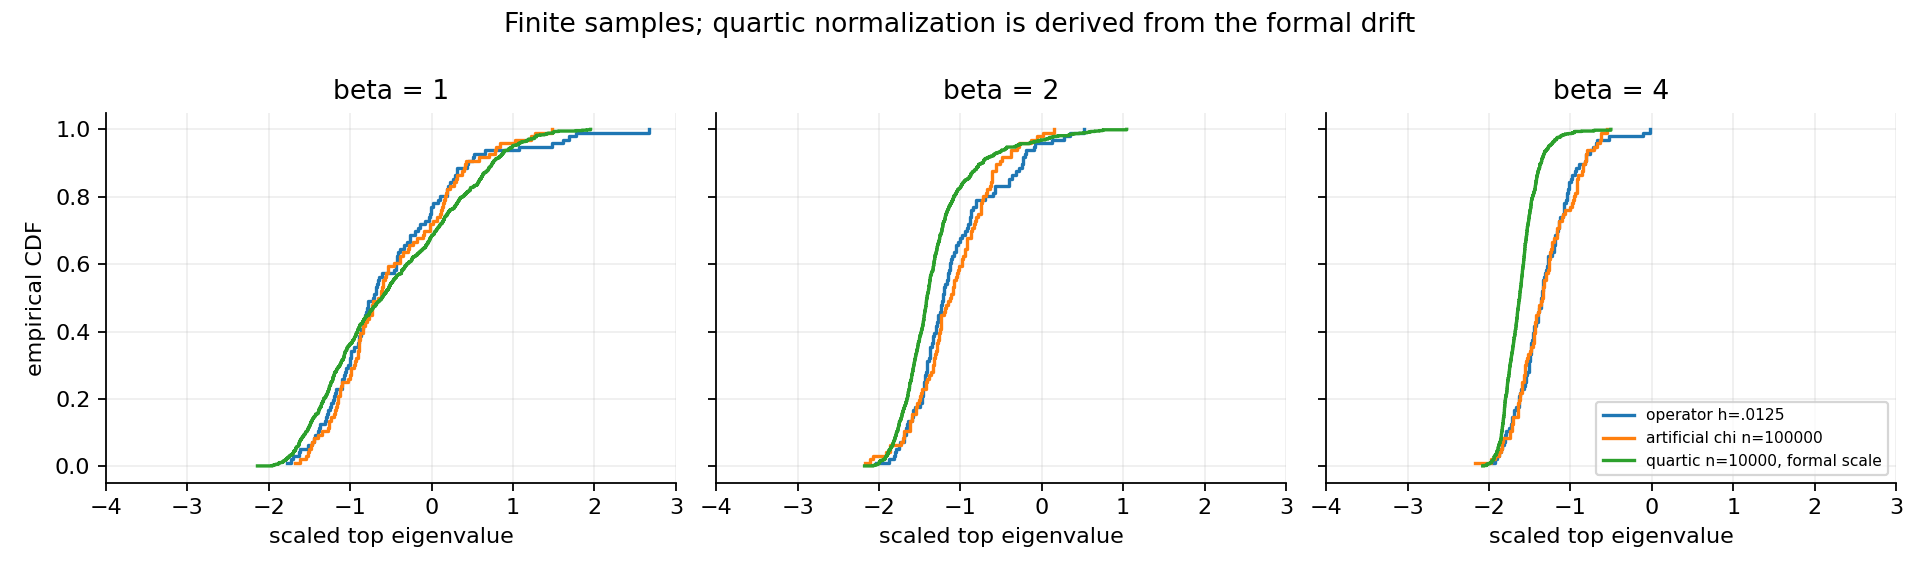 Finite samples; quartic normalization is derived from the formal drift
beta = 1
beta = 2
beta = 4
empirical CDF
1.0
0.8
0.6
0.4
0.2
0.0
−4 −3 −2 −1 0 1 2 3
−4 −3 −2 −1 0 1 2 3
−4 −3 −2 −1 0 1 2 3
scaled top eigenvalue
scaled top eigenvalue
scaled top eigenvalue
operator h=.0125
artificial chi n=100000
quartic n=10000, formal scale